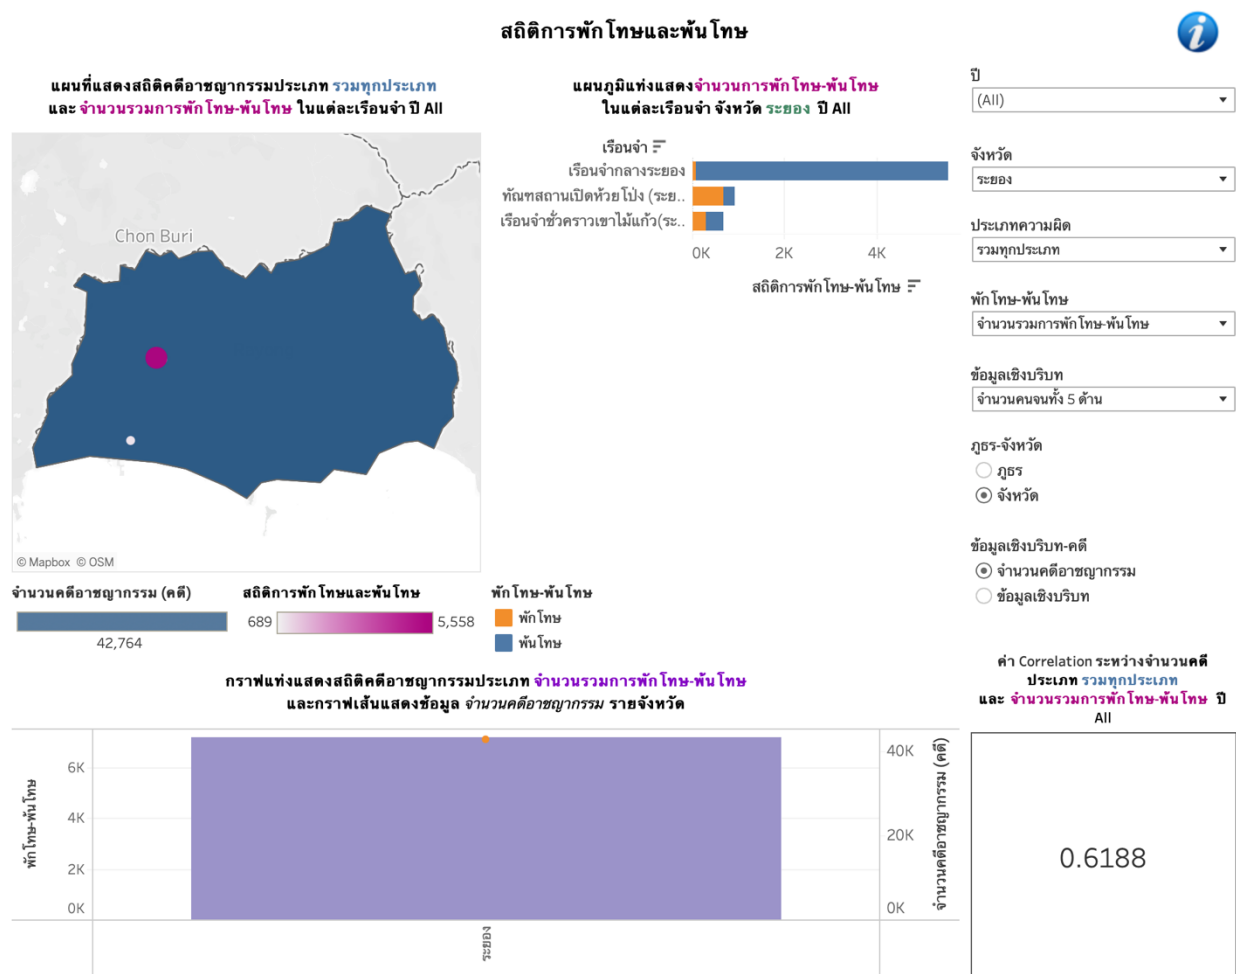 สถิติการพักโทษและพ้นโทษ
แผนที่แสดงสถิติคดีอาชญากรรมประเภท รวมทุกประเภท
และ จำนวนรวมการพักโทษ-พ้นโทษ ในแต่ละเรือนจำ ปี All
Chon Buri
© Mapbox © OSM
แผนภูมิแท่งแสดงจำนวนการพักโทษ-พ้นโทษ
ในแต่ละเรือนจำ จังหวัด ระยอง ปี All
เรือนจำ
เรือนจำกลางระยอง
ทัณฑสถานเปิดห้วยโป่ง (ระย..
เรือนจำชั่วคราวเขาไม้แก้ว(ระ..
0K 2K 4K
สถิติการพักโทษ-พ้นโทษ
ปี
(All)
จังหวัด
ระยอง
ประเภทความผิด
รวมทุกประเภท
พักโทษ-พ้นโทษ
จำนวนรวมการพักโทษ-พ้นโทษ
ข้อมูลเชิงบริบท
จำนวนคนจนทั้ง 5 ด้าน
ภูธร-จังหวัด
ภูธร
จังหวัด
ข้อมูลเชิงบริบท-คดี
จำนวนคดีอาชญากรรม
ข้อมูลเชิงบริบท
จำนวนคดีอาชญากรรม (คดี)
42,764
สถิติการพักโทษและพ้นโทษ
689 5,558
พักโทษ-พ้นโทษ
พักโทษ
พ้นโทษ
กราฟแท่งแสดงสถิติคดีอาชญากรรมประเภท จำนวนรวมการพักโทษ-พ้นโทษ
และกราฟเส้นแสดงข้อมูล จำนวนคดีอาชญากรรม รายจังหวัด
พักโทษ-พ้นโทษ
6K
4K
2K
0K
40K
20K
0K
จำนวนคดีอาชญากรรม (คดี)
ระยอง
ค่า Correlation ระหว่างจำนวนคดี
ประเภท รวมทุกประเภท
และ จำนวนรวมการพักโทษ-พ้นโทษ ปี
All
0.6188